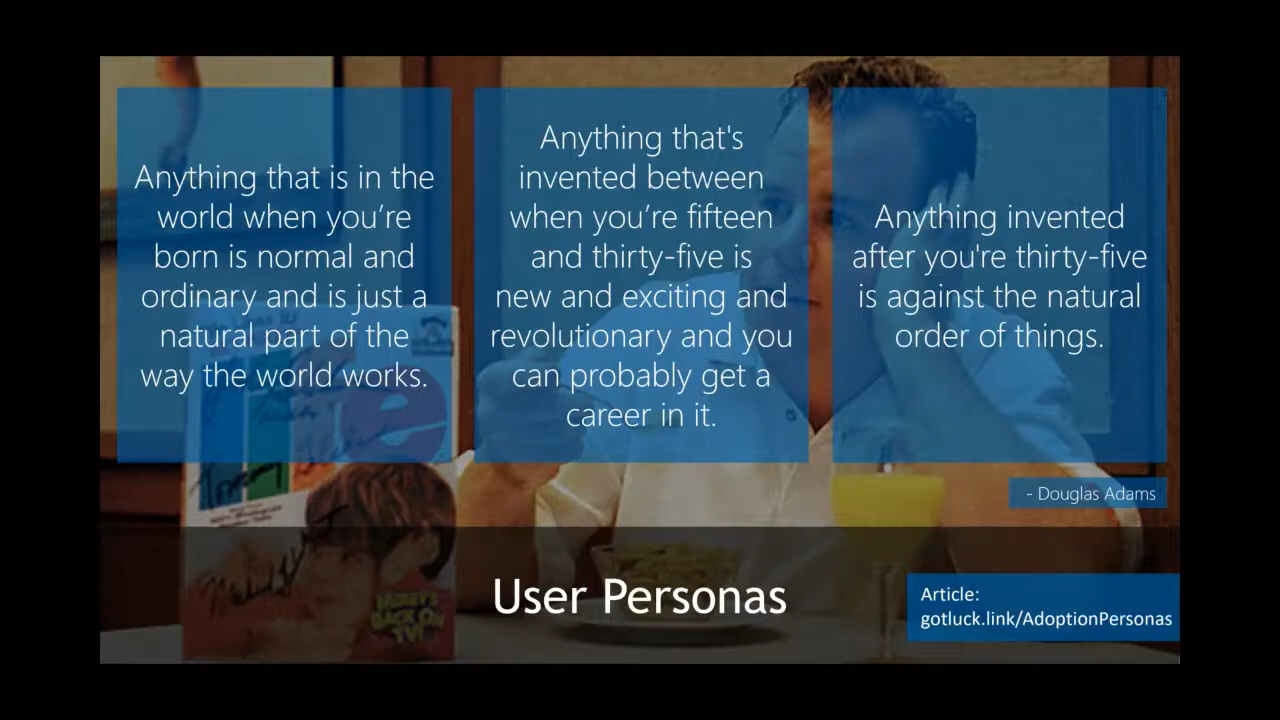 Anything that is in the
world when you’re
born is normal and
ordinary and is just a
natural part of the
way the world works.
Anything that's
invented between
when you’re fifteen
and thirty-five is
new and exciting and
revolutionary and you
can probably get a
career in it.
Anything invented
after you're thirty-five
is against the natural
order of things.
- Douglas Adams
User Personas
Article:
gotluck.link/AdoptionPersonas
BACK ON
TV!